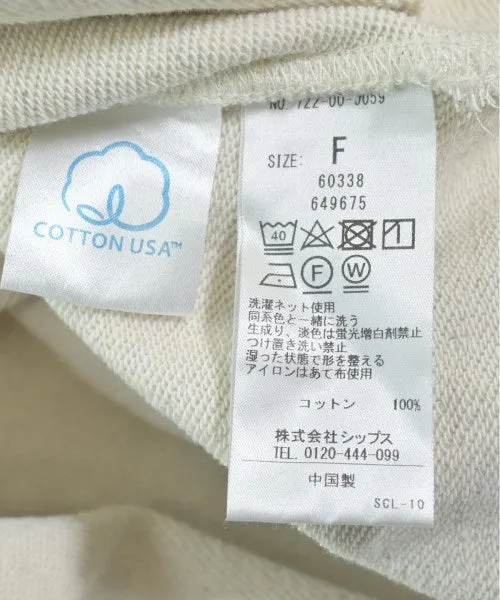 COTTON USA™
NO. 722-00-5059
SIZE: F
60338
649675
40
F W
洗濯ネット使用
同系色と一緒に洗う
生成り、淡色は蛍光増白剤禁止
つけ置き洗い禁止
湿った状態で形を整える
アイロンはあて布使用
コットン 100%
株式会社シップス
TEL. 0120-444-099
中国製
SCL-10